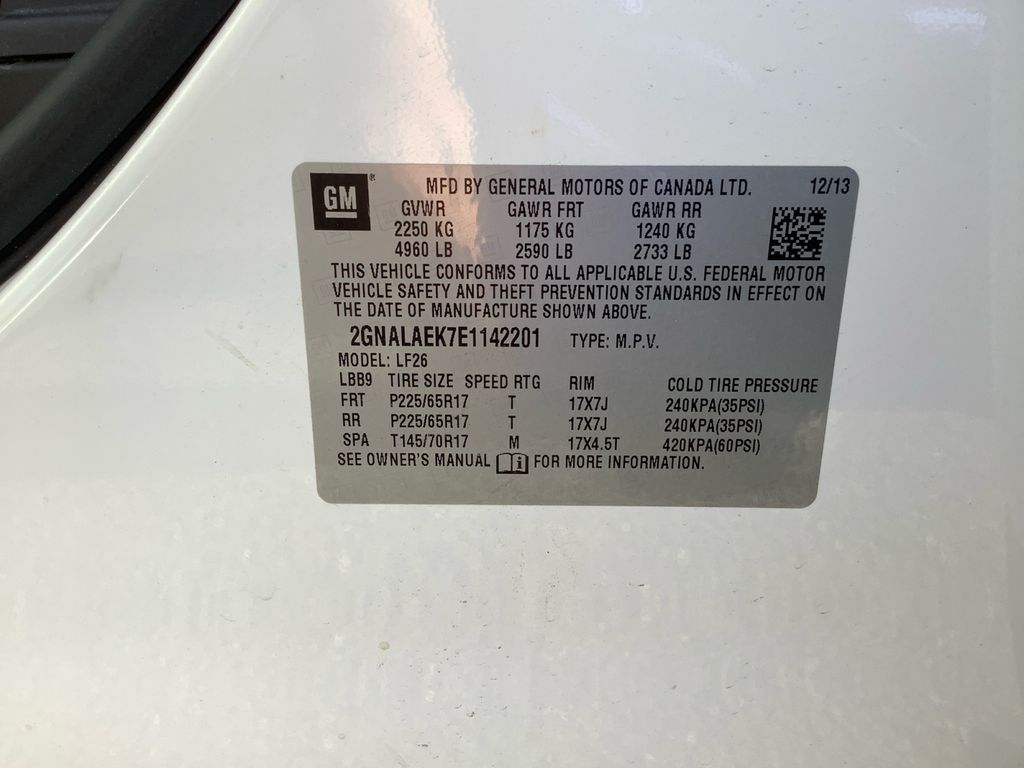 GM ® MFD BY GENERAL MOTORS OF CANADA LTD. 12/13
GVWR GAWR FRT GAWR RR
2250 KG 1175 KG 1240 KG
4960 LB 2590 LB 2733 LB
THIS VEHICLE CONFORMS TO ALL APPLICABLE U.S. FEDERAL MOTOR
VEHICLE SAFETY AND THEFT PREVENTION STANDARDS IN EFFECT ON
THE DATE OF MANUFACTURE SHOWN ABOVE.
2GNALAEK7E1142201 TYPE: M.P.V.
MODEL: LF26
LBB9 TIRE SIZE SPEED RTG RIM COLD TIRE PRESSURE
FRT P225/65R17 T 17X7J 240KPA(35PSI)
RR P225/65R17 T 17X7J 240KPA(35PSI)
SPA T145/70R17 M 17X4.5T 420KPA(60PSI)
SEE OWNER'S MANUAL i FOR MORE INFORMATION.